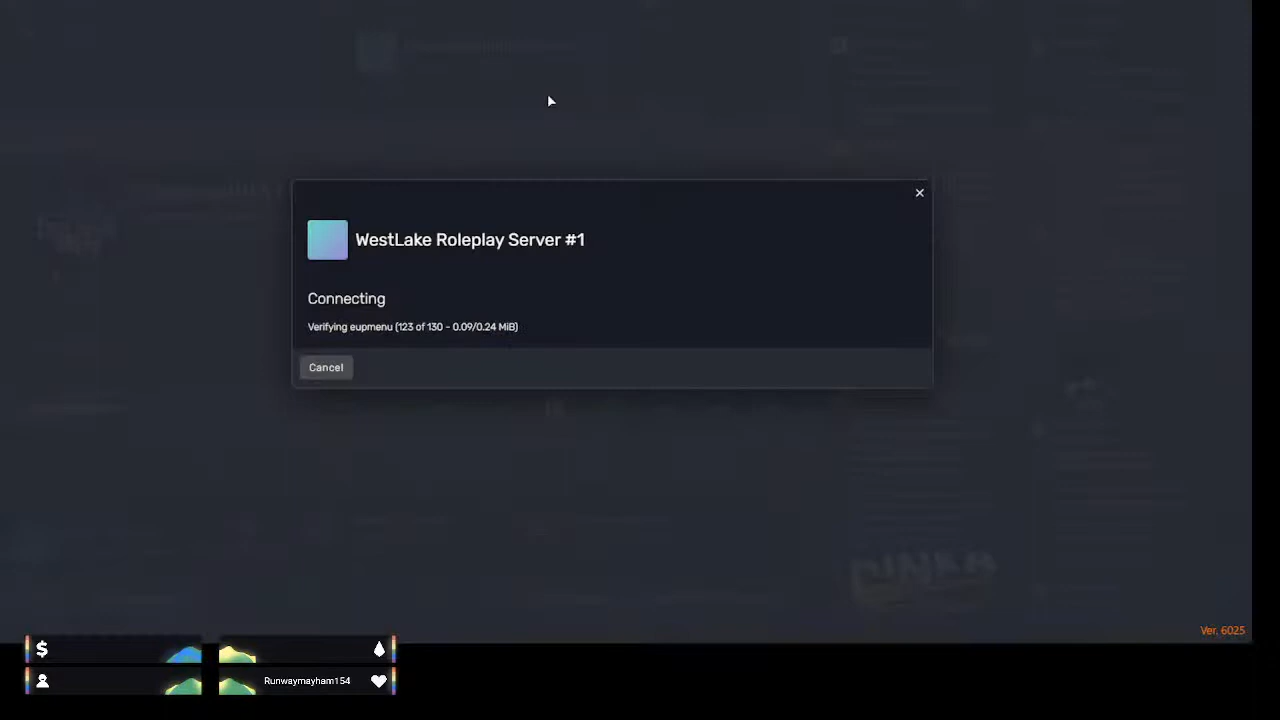 WestLake Roleplay Server #1
Connecting
Verifying eupmenu (123 of 130 - 0.09/0.24 MiB)
Cancel
Ver. 6025
$
Runwaymayham154